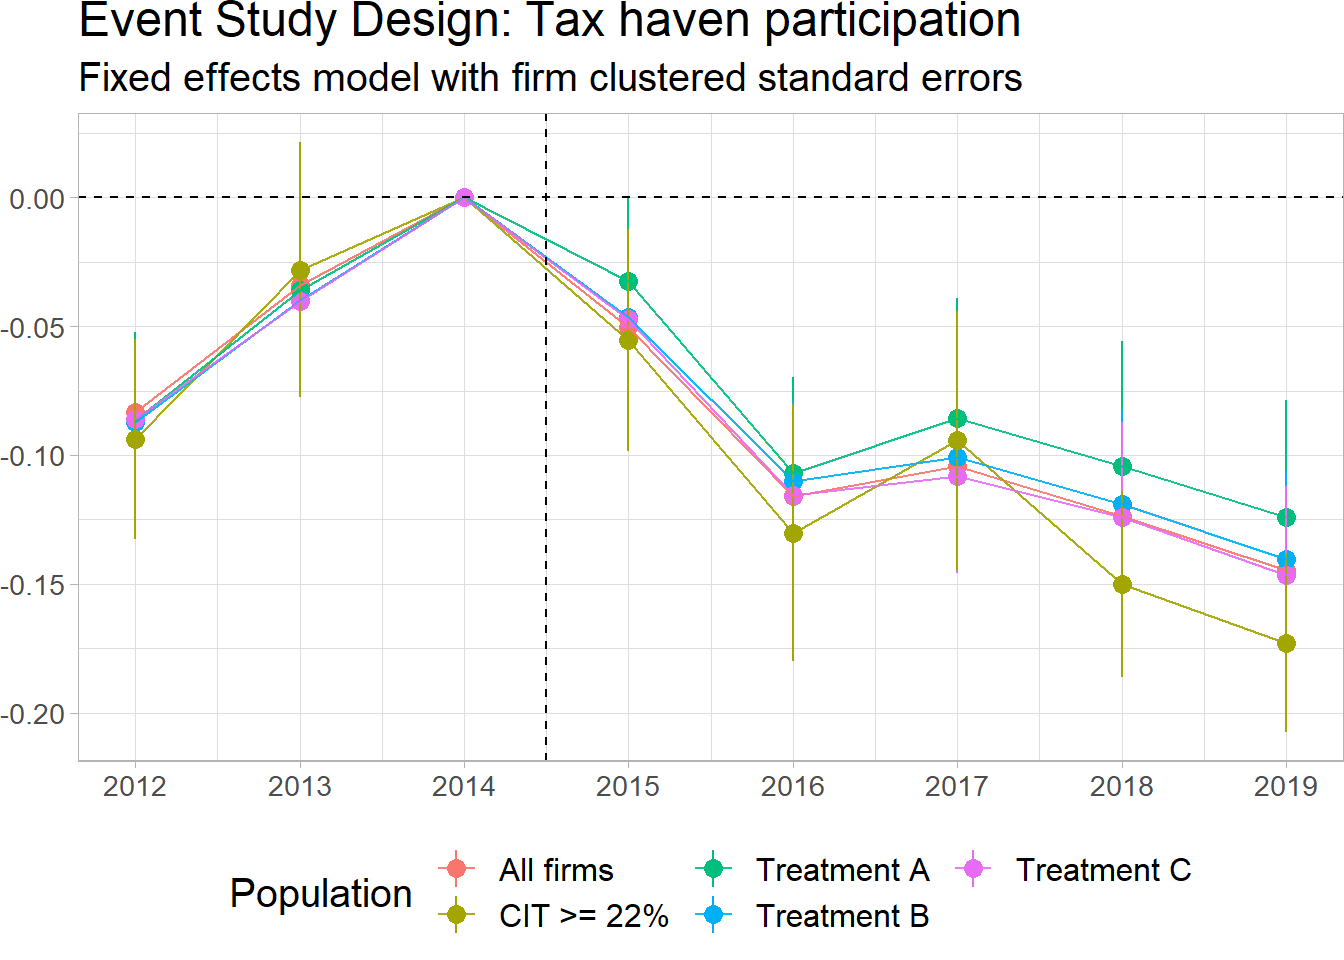 Event Study Design: Tax haven participation
Fixed effects model with firm clustered standard errors
0.00
-0.05
-0.10
-0.15
-0.20
2012 2013 2014 2015 2016 2017 2018 2019
Population
All firms Treatment A Treatment C
CIT >= 22% Treatment B